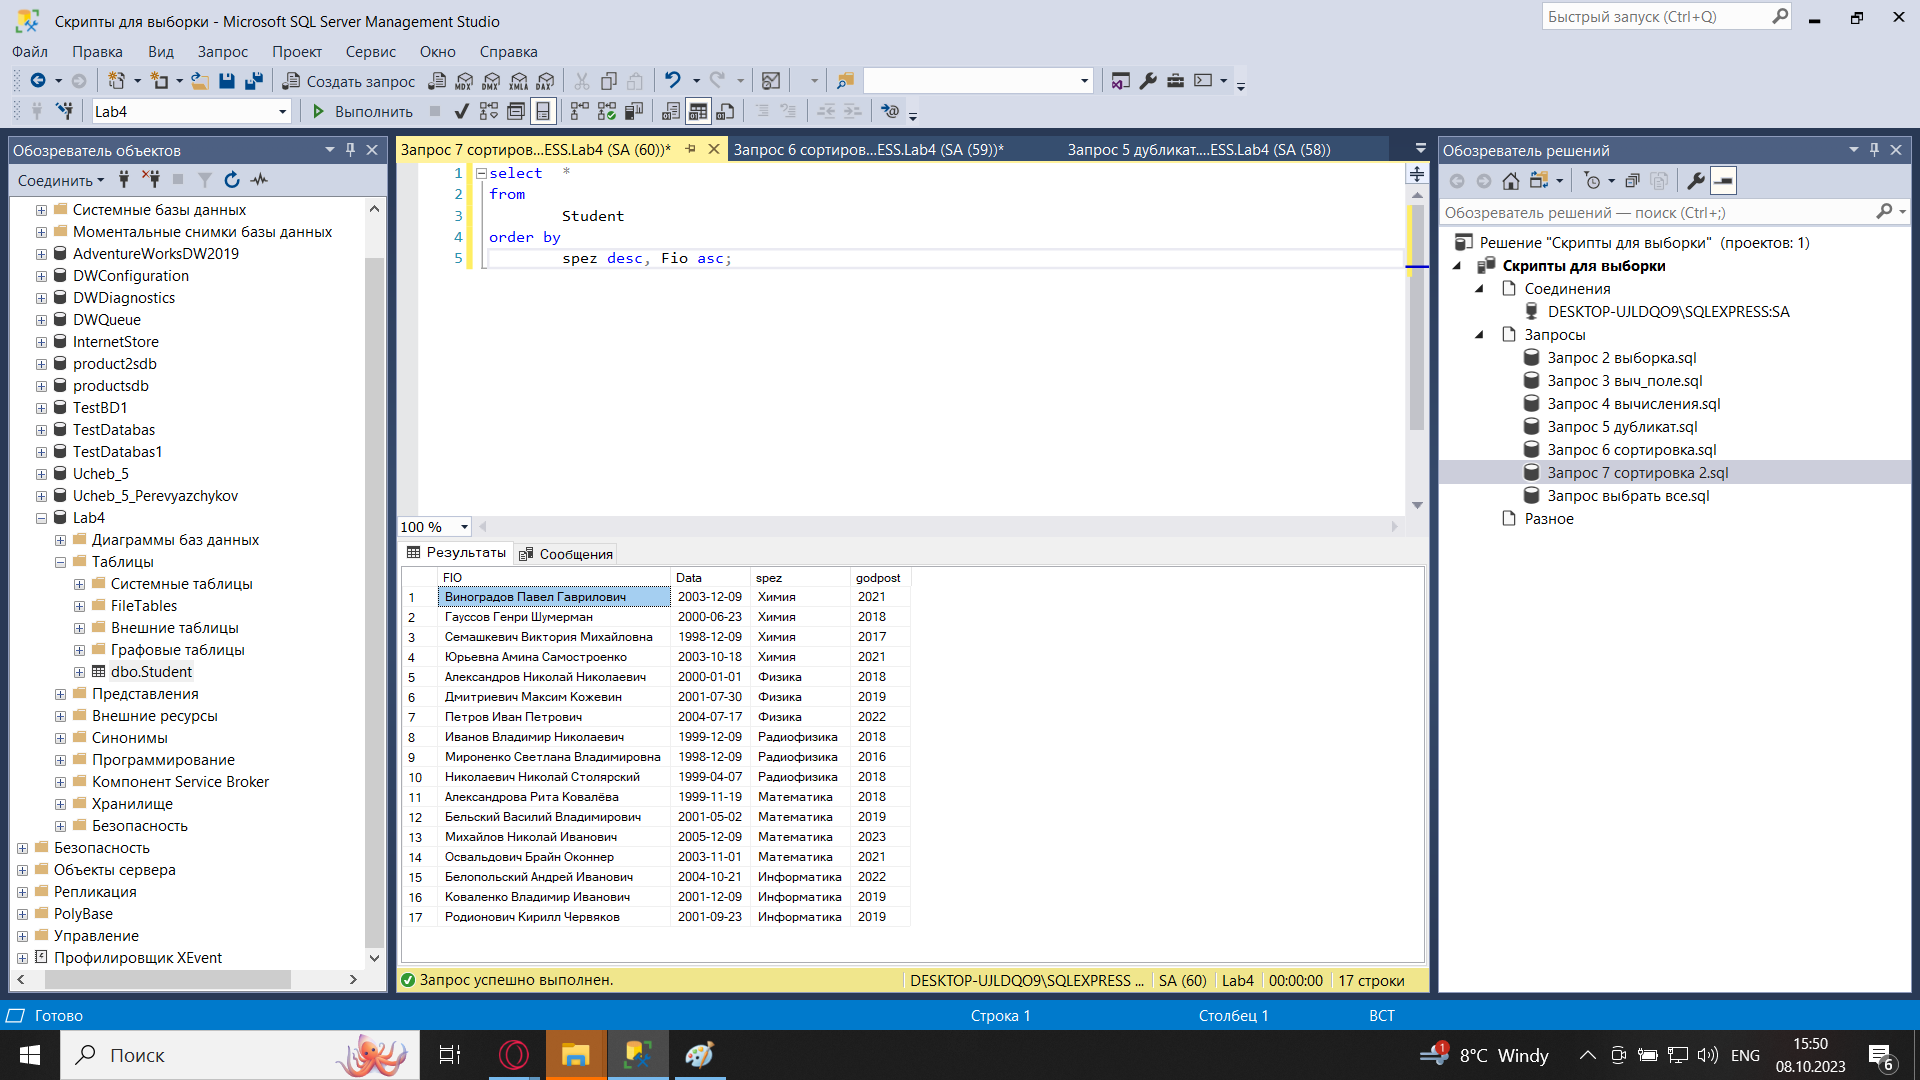 Скрипты для выборки - Microsoft SQL Server Management Studio
Быстрый запуск (Ctrl+Q)
Файл Правка Вид Запрос Проект Сервис Окно Справка
Создать запрос MDX DMX XMLA DAX
Lab4 Выполнить
Обозреватель объектов
Соединить
Системные базы данных
Моментальные снимки базы данных
AdventureWorksDW2019
DWConfiguration
DWDiagnostics
DWQueue
InternetStore
product2sdb
productsdb
TestBD1
TestDatabas
TestDatabas1
Ucheb_5
Ucheb_5_Perevyazchykov
Lab4
Диаграммы баз данных
Таблицы
Системные таблицы
FileTables
Внешние таблицы
Графовые таблицы
dbo.Student
Представления
Внешние ресурсы
Синонимы
Программирование
Компонент Service Broker
Хранилище
Безопасность
Безопасность
Объекты сервера
Репликация
PolyBase
Управление
Профилировщик XEvent
Запрос 7 сортиров...ESS.Lab4 (SA (60))* Запрос 6 сортиров...ESS.Lab4 (SA (59))* Запрос 5 дубликат....ESS.Lab4 (SA (58))
1 select *
2 from
3 Student
4 order by
5 spez desc, Fio asc;
100 %
Результаты Сообщения
FIO Data spez godpost
1 Виноградов Павел Гаврилович 2003-12-09 Химия 2021
2 Гауссов Генри Шумерман 2000-06-23 Химия 2018
3 Семашкевич Виктория Михайловна 1998-12-09 Химия 2017
4 Юрьевна Амина Самостроенко 2003-10-18 Химия 2021
5 Александров Николай Николаевич 2000-01-01 Физика 2018
6 Дмитриевич Максим Кожевин 2001-07-30 Физика 2019
7 Петров Иван Петрович 2004-07-17 Физика 2022
8 Иванов Владимир Николаевич 1999-12-09 Радиофизика 2018
9 Мироненко Светлана Владимировна 1998-12-09 Радиофизика 2016
10 Николаевич Николай Столярский 1999-04-07 Радиофизика 2018
11 Александрова Рита Ковалёва 1999-11-19 Математика 2018
12 Бельский Василий Владимирович 2001-05-02 Математика 2019
13 Михайлов Николай Иванович 2005-12-09 Математика 2023
14 Освальдович Брайн Оконнер 2003-11-01 Математика 2021
15 Белопольский Андрей Иванович 2004-10-21 Информатика 2022
16 Коваленко Владимир Иванович 2001-12-09 Информатика 2019
17 Родионович Кирилл Червяков 2001-09-23 Информатика 2019
Запрос успешно выполнен. DESKTOP-UJLDQO9\SQLEXPRESS ... SA (60) Lab4 00:00:00 17 строки
Обозреватель решений
Обозреватель решений — поиск (Ctrl+;)
Решение "Скрипты для выборки" (проектов: 1)
Скрипты для выборки
Соединения
DESKTOP-UJLDQO9\SQLEXPRESS:SA
Запросы
Запрос 2 выборка.sql
Запрос 3 выч_поле.sql
Запрос 4 вычисления.sql
Запрос 5 дубликат.sql
Запрос 6 сортировка.sql
Запрос 7 сортировка 2.sql
Запрос выбрать все.sql
Разное
Готово Строка 1 Столбец 1 ВСТ
Поиск
1 8°C Windy ENG
15:50
08.10.2023
6